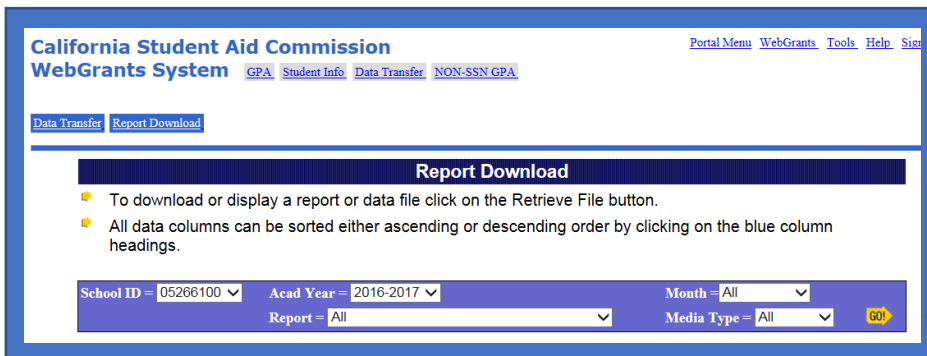 California Student Aid Commission
Portal Menu WebGrants Tools Help
WebGrants System GPA Student Info Data Transfer NON-SSN GPA
Data Transfer Report Download
Report Download
To download or display a report or data file click on the Retrieve File button.
All data columns can be sorted either ascending or descending order by clicking on the blue column
headings.
School ID = 05266100 Acad Year = 2016-2017 Month = All
Report = All Media Type = All GO!